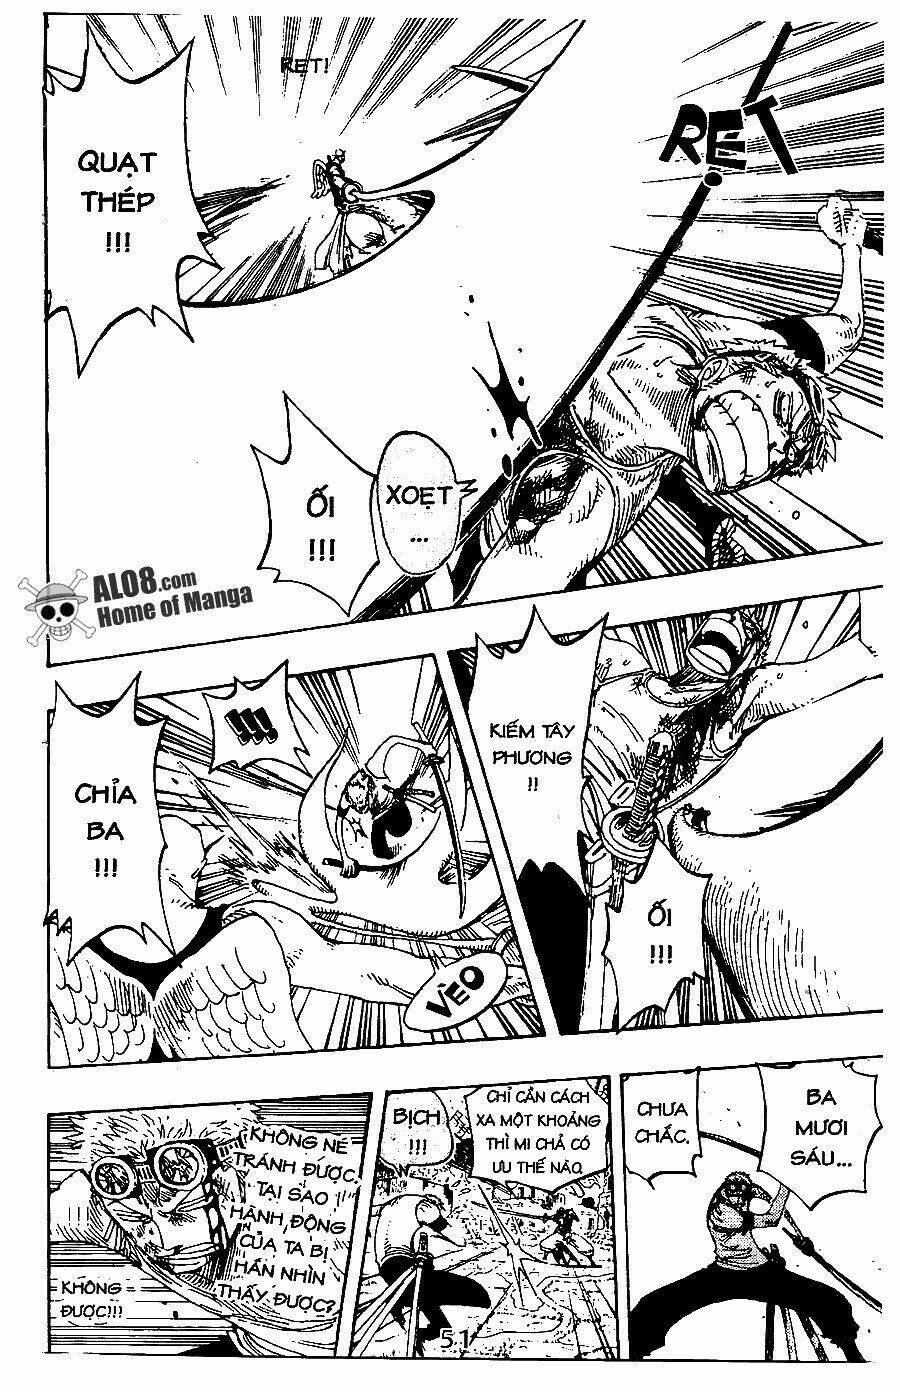 RẸT!
RẸT
QUẠT
THÉP
!!!
XOẸT
...
ỐI
!!!
ALO8.com
Home of Manga
KIẾM TÂY
PHƯƠNG
!!
ỐI
!!!
!!!
CHỈA
BA
!!!
VÈO
BA
MƯƠI
SÁU...
CHƯA
CHẮC.
CHỈ CẦN CÁCH
XA MỘT KHOẢNG
THÌ MI CHẢ CÓ
ƯU THẾ NÀO.
BỊCH
!!!
KHÔNG NÉ
TRÁNH ĐƯỢC.
TẠI SAO
HÀNH ĐỘNG
CỦA TA BỊ
HẮN NHÌN
THẤY ĐƯỢC?
KHÔNG
ĐƯỢC!!!
51